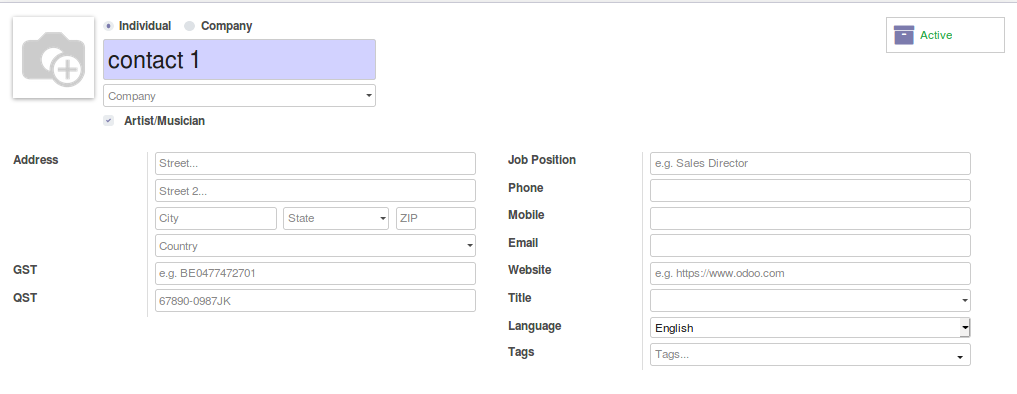 Individual Company
contact 1
Active
Company
Artist/Musician
Address
Street...
Street 2...
City State ZIP
Country
GST e.g. BE0477472701
QST 67890-0987JK
Job Position e.g. Sales Director
Phone
Mobile
Email
Website e.g. https://www.odoo.com
Title
Language English
Tags Tags...